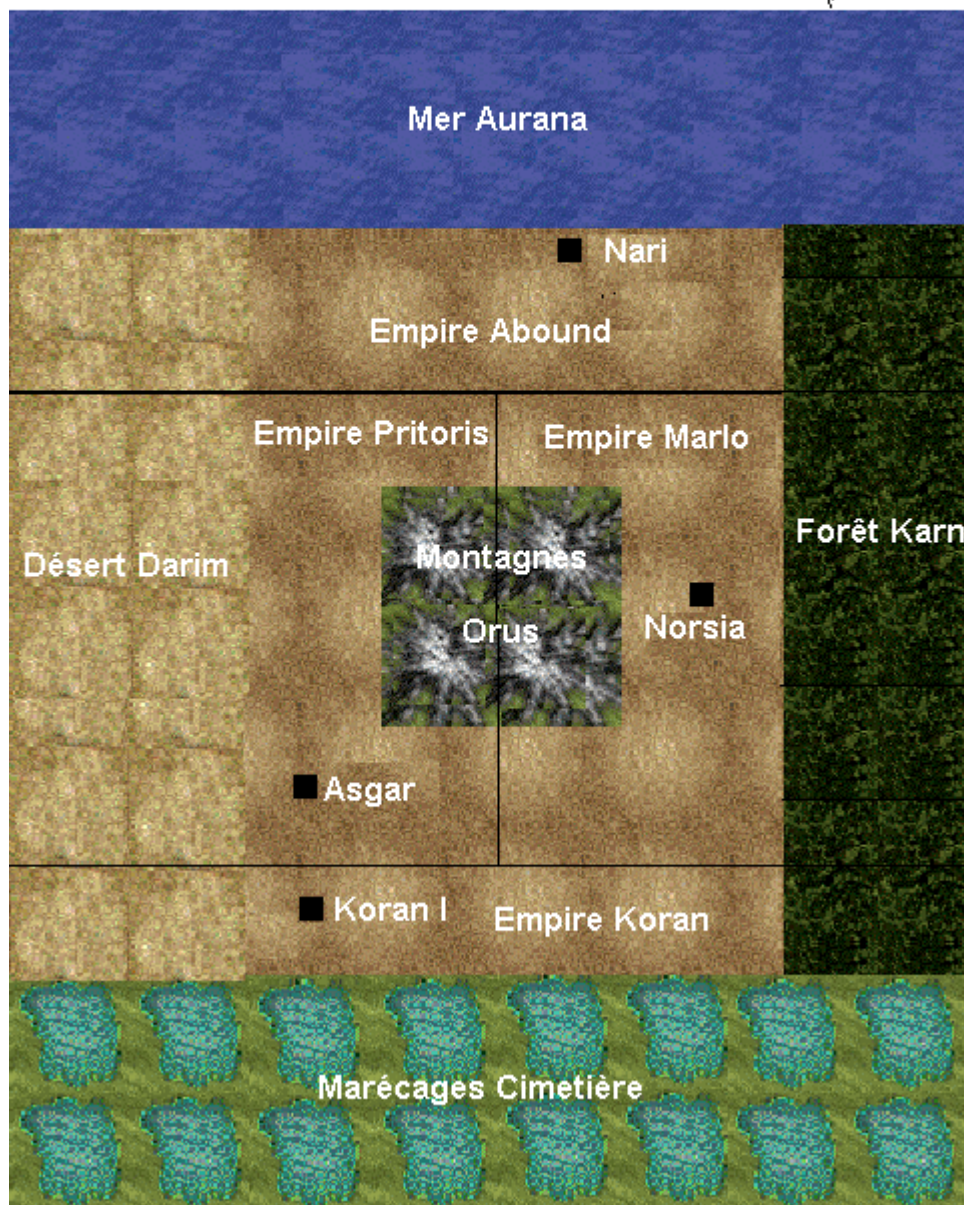 Mer Aurana
Nari
Empire Abound
Empire Pritoris
Empire Marlo
Forêt Karn
Montagnes
Désert Darim
Norsia
Orus
Asgar
Koran I
Empire Koran
Marécages Cimetière